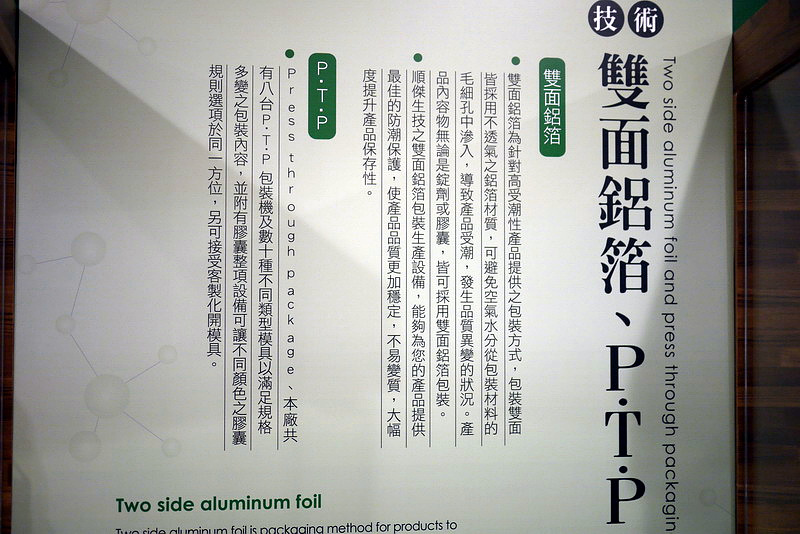 技術
雙面鋁箔、P.T.P
Two side aluminum foil and press through packagin
雙面鋁箔
雙面鋁箔為針對高受潮性產品提供之包裝方式，包裝雙面
皆採用不透氣之鋁箔材質，可避免空氣水分從包裝材料的
毛細孔中滲入，導致產品受潮，發生品質異變的狀況。產
品內容物無論是錠劑或膠囊，皆可採用雙面鋁箔包裝。
順傑生技之雙面鋁箔包裝生產設備，能夠為您的產品提供
最佳的防潮保護，使產品品質更加穩定，不易變質，大幅
度提升產品保存性。
P.T.P
Press through package、本廠共
有八台P.T.P包裝機及數十種不同類型模具以滿足規格
多變之包裝內容，並附有膠囊整項設備可讓不同顏色之膠囊
規則選項於同一方位，另可接受客製化開模具。
Two side aluminum foil
Two side aluminum foil is packaging method for products to